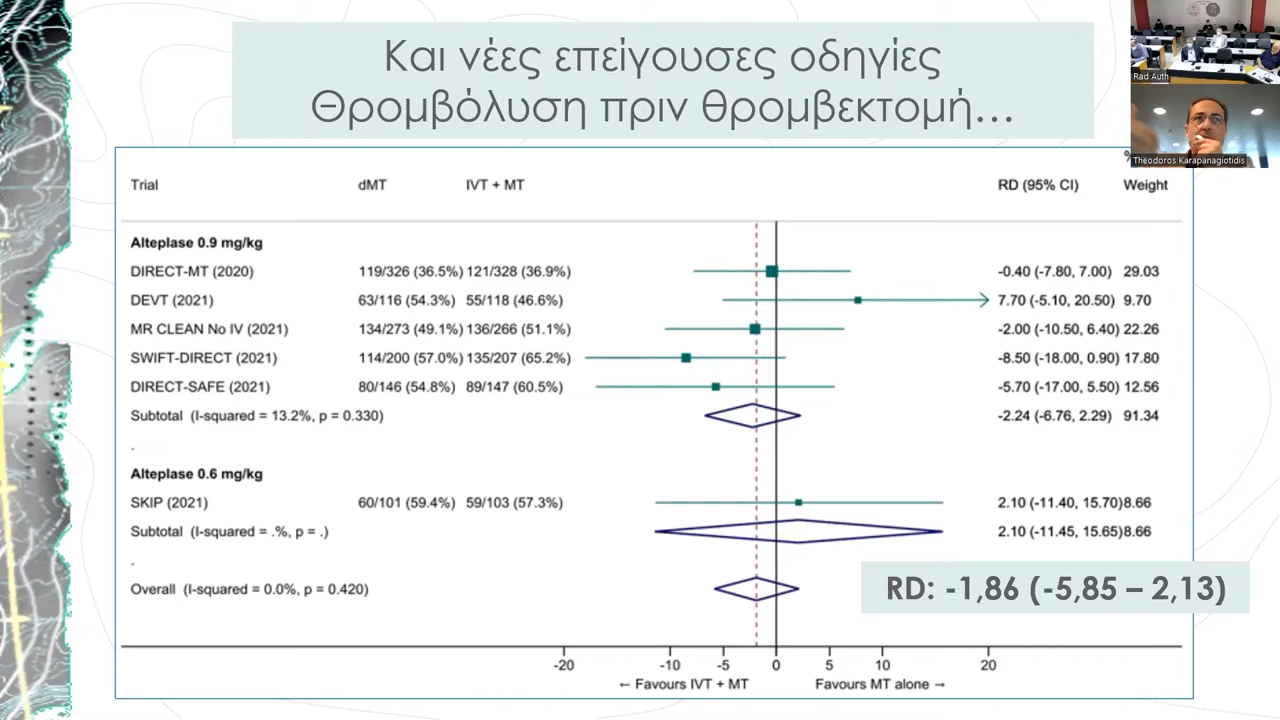 Και νέες επείγουσες οδηγίες
Θρομβόλυση πριν θρομβεκτομή...
Rad Auth
Theodoros Karapanagiotidis
%
Trial dMT IVT + MT RD (95% CI) Weight
Alteplase 0.9 mg/kg
DIRECT-MT (2020) 119/326 (36.5%) 121/328 (36.9%) -0.40 (-7.80, 7.00) 29.03
DEVT (2021) 63/116 (54.3%) 55/118 (46.6%) 7.70 (-5.10, 20.50) 9.70
MR CLEAN No IV (2021) 134/273 (49.1%) 136/266 (51.1%) -2.00 (-10.50, 6.40) 22.26
SWIFT-DIRECT (2021) 114/200 (57.0%) 135/207 (65.2%) -8.50 (-18.00, 0.90) 17.80
DIRECT-SAFE (2021) 80/146 (54.8%) 89/147 (60.5%) -5.70 (-17.00, 5.50) 12.56
Subtotal (I-squared = 13.2%, p = 0.330) -2.24 (-6.76, 2.29) 91.34
.
Alteplase 0.6 mg/kg
SKIP (2021) 60/101 (59.4%) 59/103 (57.3%) 2.10 (-11.40, 15.70) 8.66
Subtotal (I-squared = .%, p = .) 2.10 (-11.45, 15.65) 8.66
.
Overall (I-squared = 0.0%, p = 0.420)
RD: -1,86 (-5,85 – 2,13)
-20 -10 -5 0 5 10 20
← Favours IVT + MT Favours MT alone →